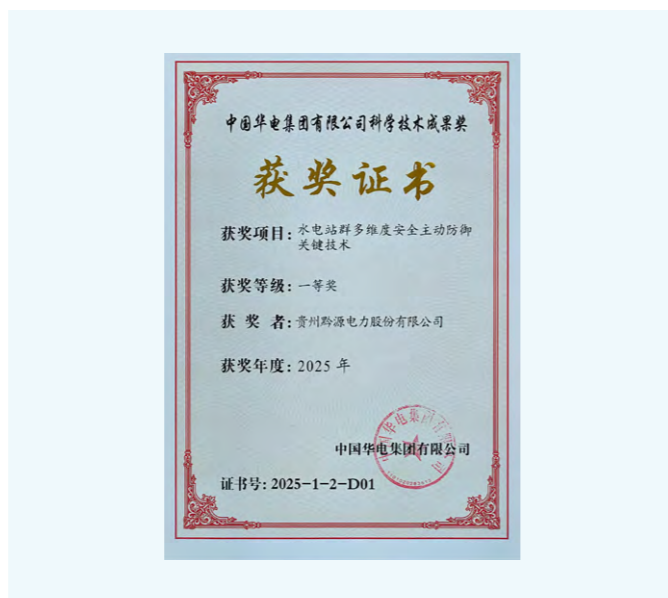 中国华电集团有限公司科学技术成果奖
获奖证书
获奖项目：水电站群多维度安全主动防御
关键技术
获奖等级：一等奖
获 奖 者：贵州黔源电力股份有限公司
获奖年度：2025 年
中国华电集团有限公司
证书号：2025-1-2-D01